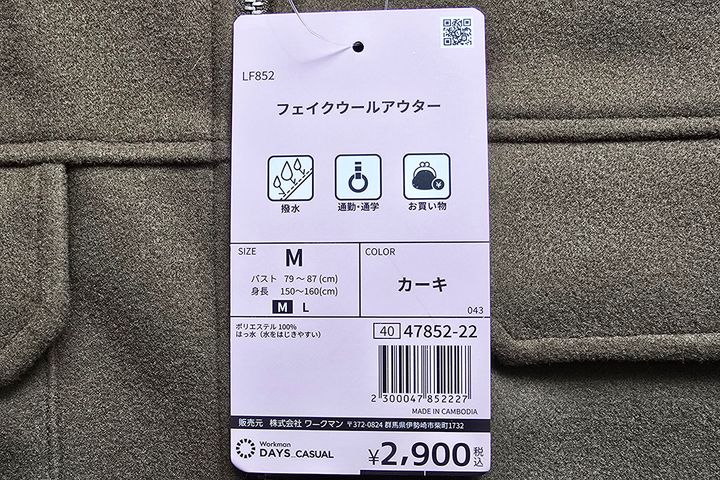 LF852
フェイクウールアウター
撥水
通勤・通学
お買い物
SIZE
M
バスト 79～87(cm)
身長 150～160(cm)
M L
COLOR
カーキ
043
ポリエステル 100%
はっ水（水をはじきやすい）
40 47852-22
2 300047 852227
MADE IN CAMBODIA
販売元 株式会社 ワークマン 〒372-0824 群馬県伊勢崎市柴町1732
Workman
DAYS_CASUAL
¥2,900税込